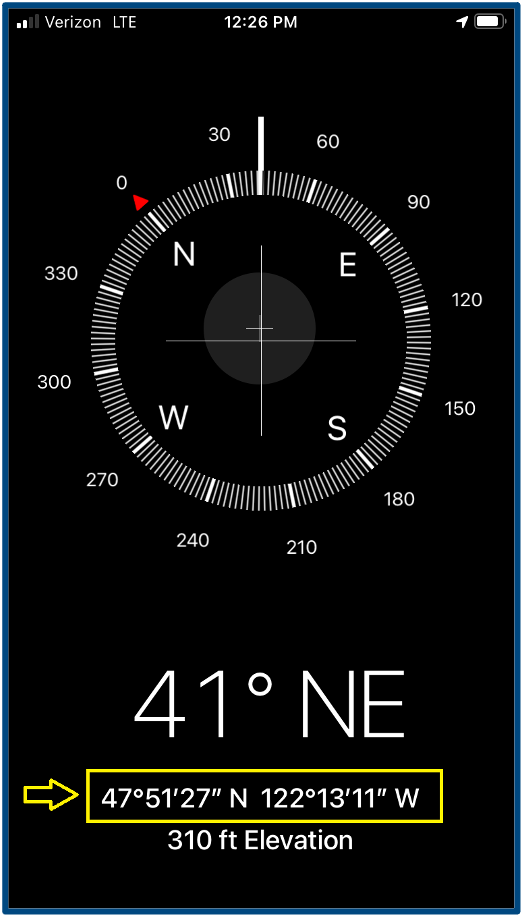 Verizon LTE 12:26 PM
30 60
0 90
N E
330 120
300 150
W S
270 180
240 210
41° NE
47°51′27″ N 122°13′11″ W
310 ft Elevation